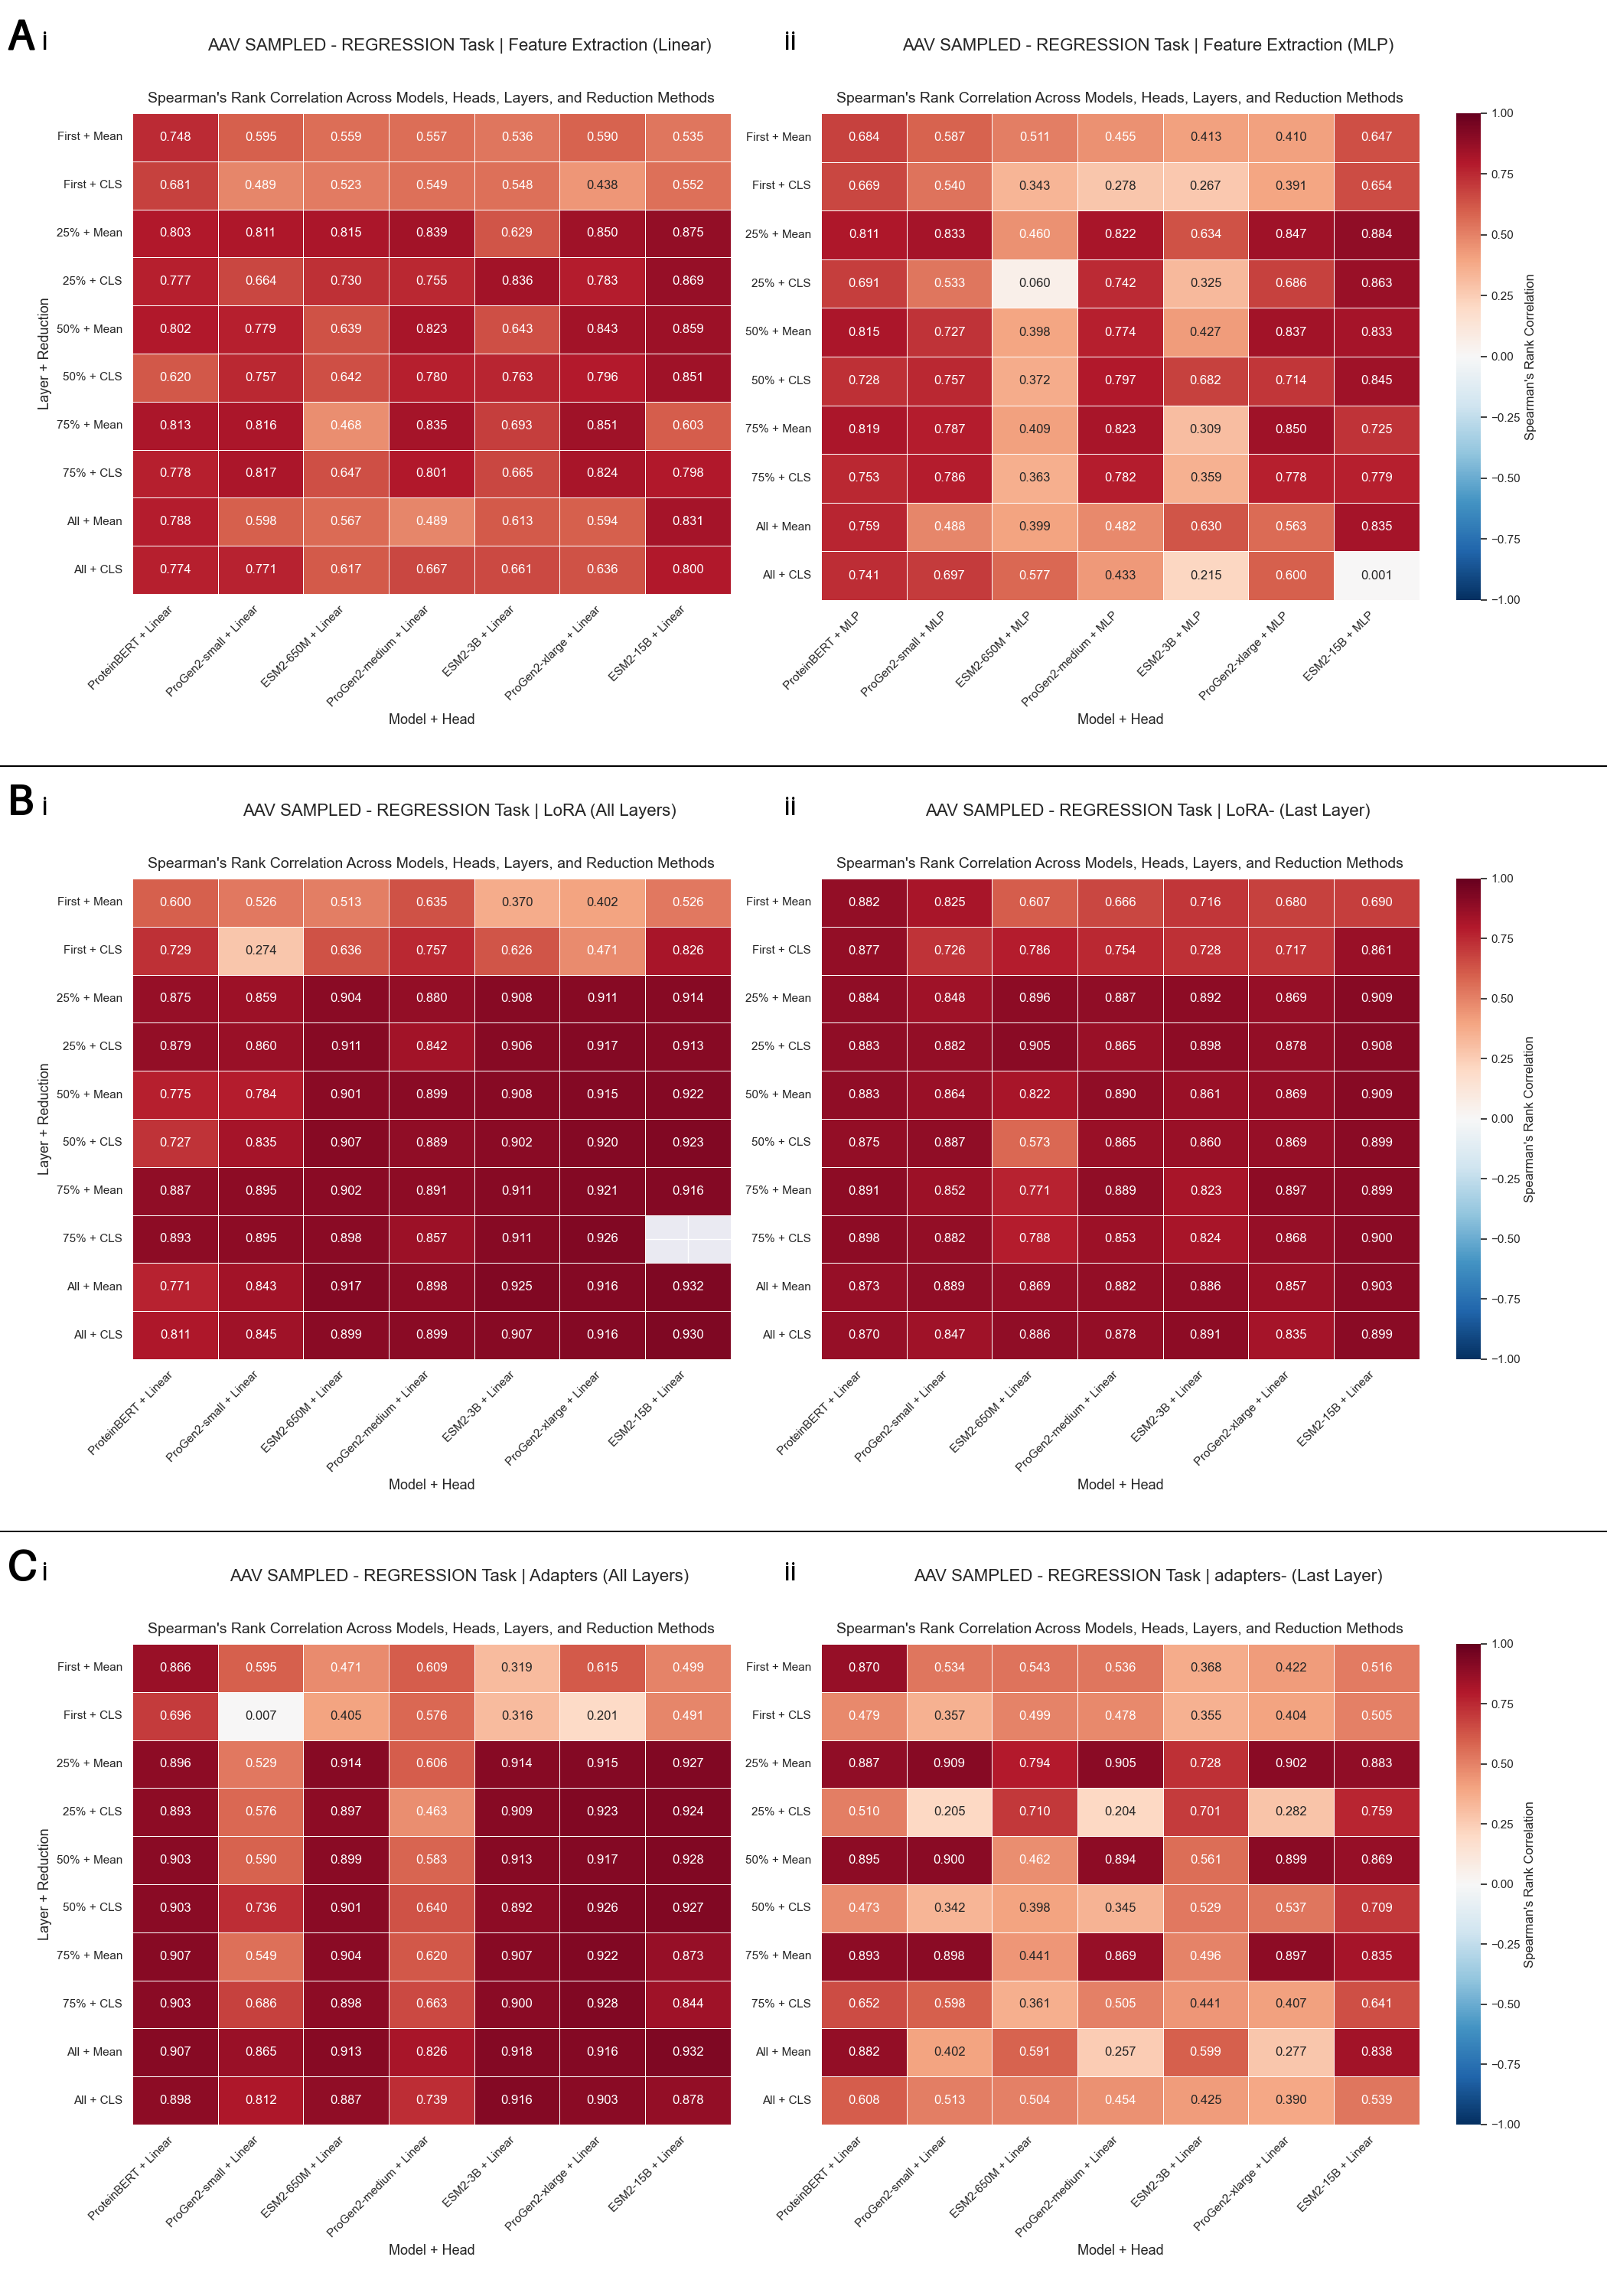 A i
AAV SAMPLED - REGRESSION Task | Feature Extraction (Linear)
Spearman's Rank Correlation Across Models, Heads, Layers, and Reduction Methods
Layer + Reduction
First + Mean 0.748 0.595 0.559 0.557 0.536 0.590 0.535
First + CLS 0.681 0.489 0.523 0.549 0.548 0.438 0.552
25% + Mean 0.803 0.811 0.815 0.839 0.629 0.850 0.875
25% + CLS 0.777 0.664 0.730 0.755 0.836 0.783 0.869
50% + Mean 0.802 0.779 0.639 0.823 0.643 0.843 0.859
50% + CLS 0.620 0.757 0.642 0.780 0.763 0.796 0.851
75% + Mean 0.813 0.816 0.468 0.835 0.693 0.851 0.603
75% + CLS 0.778 0.817 0.647 0.801 0.665 0.824 0.798
All + Mean 0.788 0.598 0.567 0.489 0.613 0.594 0.831
All + CLS 0.774 0.771 0.617 0.667 0.661 0.636 0.800
ProteinBERT + Linear ProGen2-small + Linear ESM2-650M + Linear ProGen2-medium + Linear ESM2-3B + Linear ProGen2-xlarge + Linear ESM2-15B + Linear
Model + Head
ii
AAV SAMPLED - REGRESSION Task | Feature Extraction (MLP)
Spearman's Rank Correlation Across Models, Heads, Layers, and Reduction Methods
First + Mean 0.684 0.587 0.511 0.455 0.413 0.410 0.647
First + CLS 0.669 0.540 0.343 0.278 0.267 0.391 0.654
25% + Mean 0.811 0.833 0.460 0.822 0.634 0.847 0.884
25% + CLS 0.691 0.533 0.060 0.742 0.325 0.686 0.863
50% + Mean 0.815 0.727 0.398 0.774 0.427 0.837 0.833
50% + CLS 0.728 0.757 0.372 0.797 0.682 0.714 0.845
75% + Mean 0.819 0.787 0.409 0.823 0.309 0.850 0.725
75% + CLS 0.753 0.786 0.363 0.782 0.359 0.778 0.779
All + Mean 0.759 0.488 0.399 0.482 0.630 0.563 0.835
All + CLS 0.741 0.697 0.577 0.433 0.215 0.600 0.001
ProteinBERT + MLP ProGen2-small + MLP ESM2-650M + MLP ProGen2-medium + MLP ESM2-3B + MLP ProGen2-xlarge + MLP ESM2-15B + MLP
Model + Head
1.00
0.75
0.50
0.25
0.00
−0.25
−0.50
−0.75
−1.00
Spearman's Rank Correlation
B i
AAV SAMPLED - REGRESSION Task | LoRA (All Layers)
Spearman's Rank Correlation Across Models, Heads, Layers, and Reduction Methods
Layer + Reduction
First + Mean 0.600 0.526 0.513 0.635 0.370 0.402 0.526
First + CLS 0.729 0.274 0.636 0.757 0.626 0.471 0.826
25% + Mean 0.875 0.859 0.904 0.880 0.908 0.911 0.914
25% + CLS 0.879 0.860 0.911 0.842 0.906 0.917 0.913
50% + Mean 0.775 0.784 0.901 0.899 0.908 0.915 0.922
50% + CLS 0.727 0.835 0.907 0.889 0.902 0.920 0.923
75% + Mean 0.887 0.895 0.902 0.891 0.911 0.921 0.916
75% + CLS 0.893 0.895 0.898 0.857 0.911 0.926
All + Mean 0.771 0.843 0.917 0.898 0.925 0.916 0.932
All + CLS 0.811 0.845 0.899 0.899 0.907 0.916 0.930
ProteinBERT + Linear ProGen2-small + Linear ESM2-650M + Linear ProGen2-medium + Linear ESM2-3B + Linear ProGen2-xlarge + Linear ESM2-15B + Linear
Model + Head
ii
AAV SAMPLED - REGRESSION Task | LoRA- (Last Layer)
Spearman's Rank Correlation Across Models, Heads, Layers, and Reduction Methods
First + Mean 0.882 0.825 0.607 0.666 0.716 0.680 0.690
First + CLS 0.877 0.726 0.786 0.754 0.728 0.717 0.861
25% + Mean 0.884 0.848 0.896 0.887 0.892 0.869 0.909
25% + CLS 0.883 0.882 0.905 0.865 0.898 0.878 0.908
50% + Mean 0.883 0.864 0.822 0.890 0.861 0.869 0.909
50% + CLS 0.875 0.887 0.573 0.865 0.860 0.869 0.899
75% + Mean 0.891 0.852 0.771 0.889 0.823 0.897 0.899
75% + CLS 0.898 0.882 0.788 0.853 0.824 0.868 0.900
All + Mean 0.873 0.889 0.869 0.882 0.886 0.857 0.903
All + CLS 0.870 0.847 0.886 0.878 0.891 0.835 0.899
ProteinBERT + Linear ProGen2-small + Linear ESM2-650M + Linear ProGen2-medium + Linear ESM2-3B + Linear ProGen2-xlarge + Linear ESM2-15B + Linear
Model + Head
1.00
0.75
0.50
0.25
0.00
−0.25
−0.50
−0.75
−1.00
Spearman's Rank Correlation
C i
AAV SAMPLED - REGRESSION Task | Adapters (All Layers)
Spearman's Rank Correlation Across Models, Heads, Layers, and Reduction Methods
Layer + Reduction
First + Mean 0.866 0.595 0.471 0.609 0.319 0.615 0.499
First + CLS 0.696 0.007 0.405 0.576 0.316 0.201 0.491
25% + Mean 0.896 0.529 0.914 0.606 0.914 0.915 0.927
25% + CLS 0.893 0.576 0.897 0.463 0.909 0.923 0.924
50% + Mean 0.903 0.590 0.899 0.583 0.913 0.917 0.928
50% + CLS 0.903 0.736 0.901 0.640 0.892 0.926 0.927
75% + Mean 0.907 0.549 0.904 0.620 0.907 0.922 0.873
75% + CLS 0.903 0.686 0.898 0.663 0.900 0.928 0.844
All + Mean 0.907 0.865 0.913 0.826 0.918 0.916 0.932
All + CLS 0.898 0.812 0.887 0.739 0.916 0.903 0.878
ProteinBERT + Linear ProGen2-small + Linear ESM2-650M + Linear ProGen2-medium + Linear ESM2-3B + Linear ProGen2-xlarge + Linear ESM2-15B + Linear
Model + Head
ii
AAV SAMPLED - REGRESSION Task | adapters- (Last Layer)
Spearman's Rank Correlation Across Models, Heads, Layers, and Reduction Methods
First + Mean 0.870 0.534 0.543 0.536 0.368 0.422 0.516
First + CLS 0.479 0.357 0.499 0.478 0.355 0.404 0.505
25% + Mean 0.887 0.909 0.794 0.905 0.728 0.902 0.883
25% + CLS 0.510 0.205 0.710 0.204 0.701 0.282 0.759
50% + Mean 0.895 0.900 0.462 0.894 0.561 0.899 0.869
50% + CLS 0.473 0.342 0.398 0.345 0.529 0.537 0.709
75% + Mean 0.893 0.898 0.441 0.869 0.496 0.897 0.835
75% + CLS 0.652 0.598 0.361 0.505 0.441 0.407 0.641
All + Mean 0.882 0.402 0.591 0.257 0.599 0.277 0.838
All + CLS 0.608 0.513 0.504 0.454 0.425 0.390 0.539
ProteinBERT + Linear ProGen2-small + Linear ESM2-650M + Linear ProGen2-medium + Linear ESM2-3B + Linear ProGen2-xlarge + Linear ESM2-15B + Linear
Model + Head
1.00
0.75
0.50
0.25
0.00
−0.25
−0.50
−0.75
−1.00
Spearman's Rank Correlation